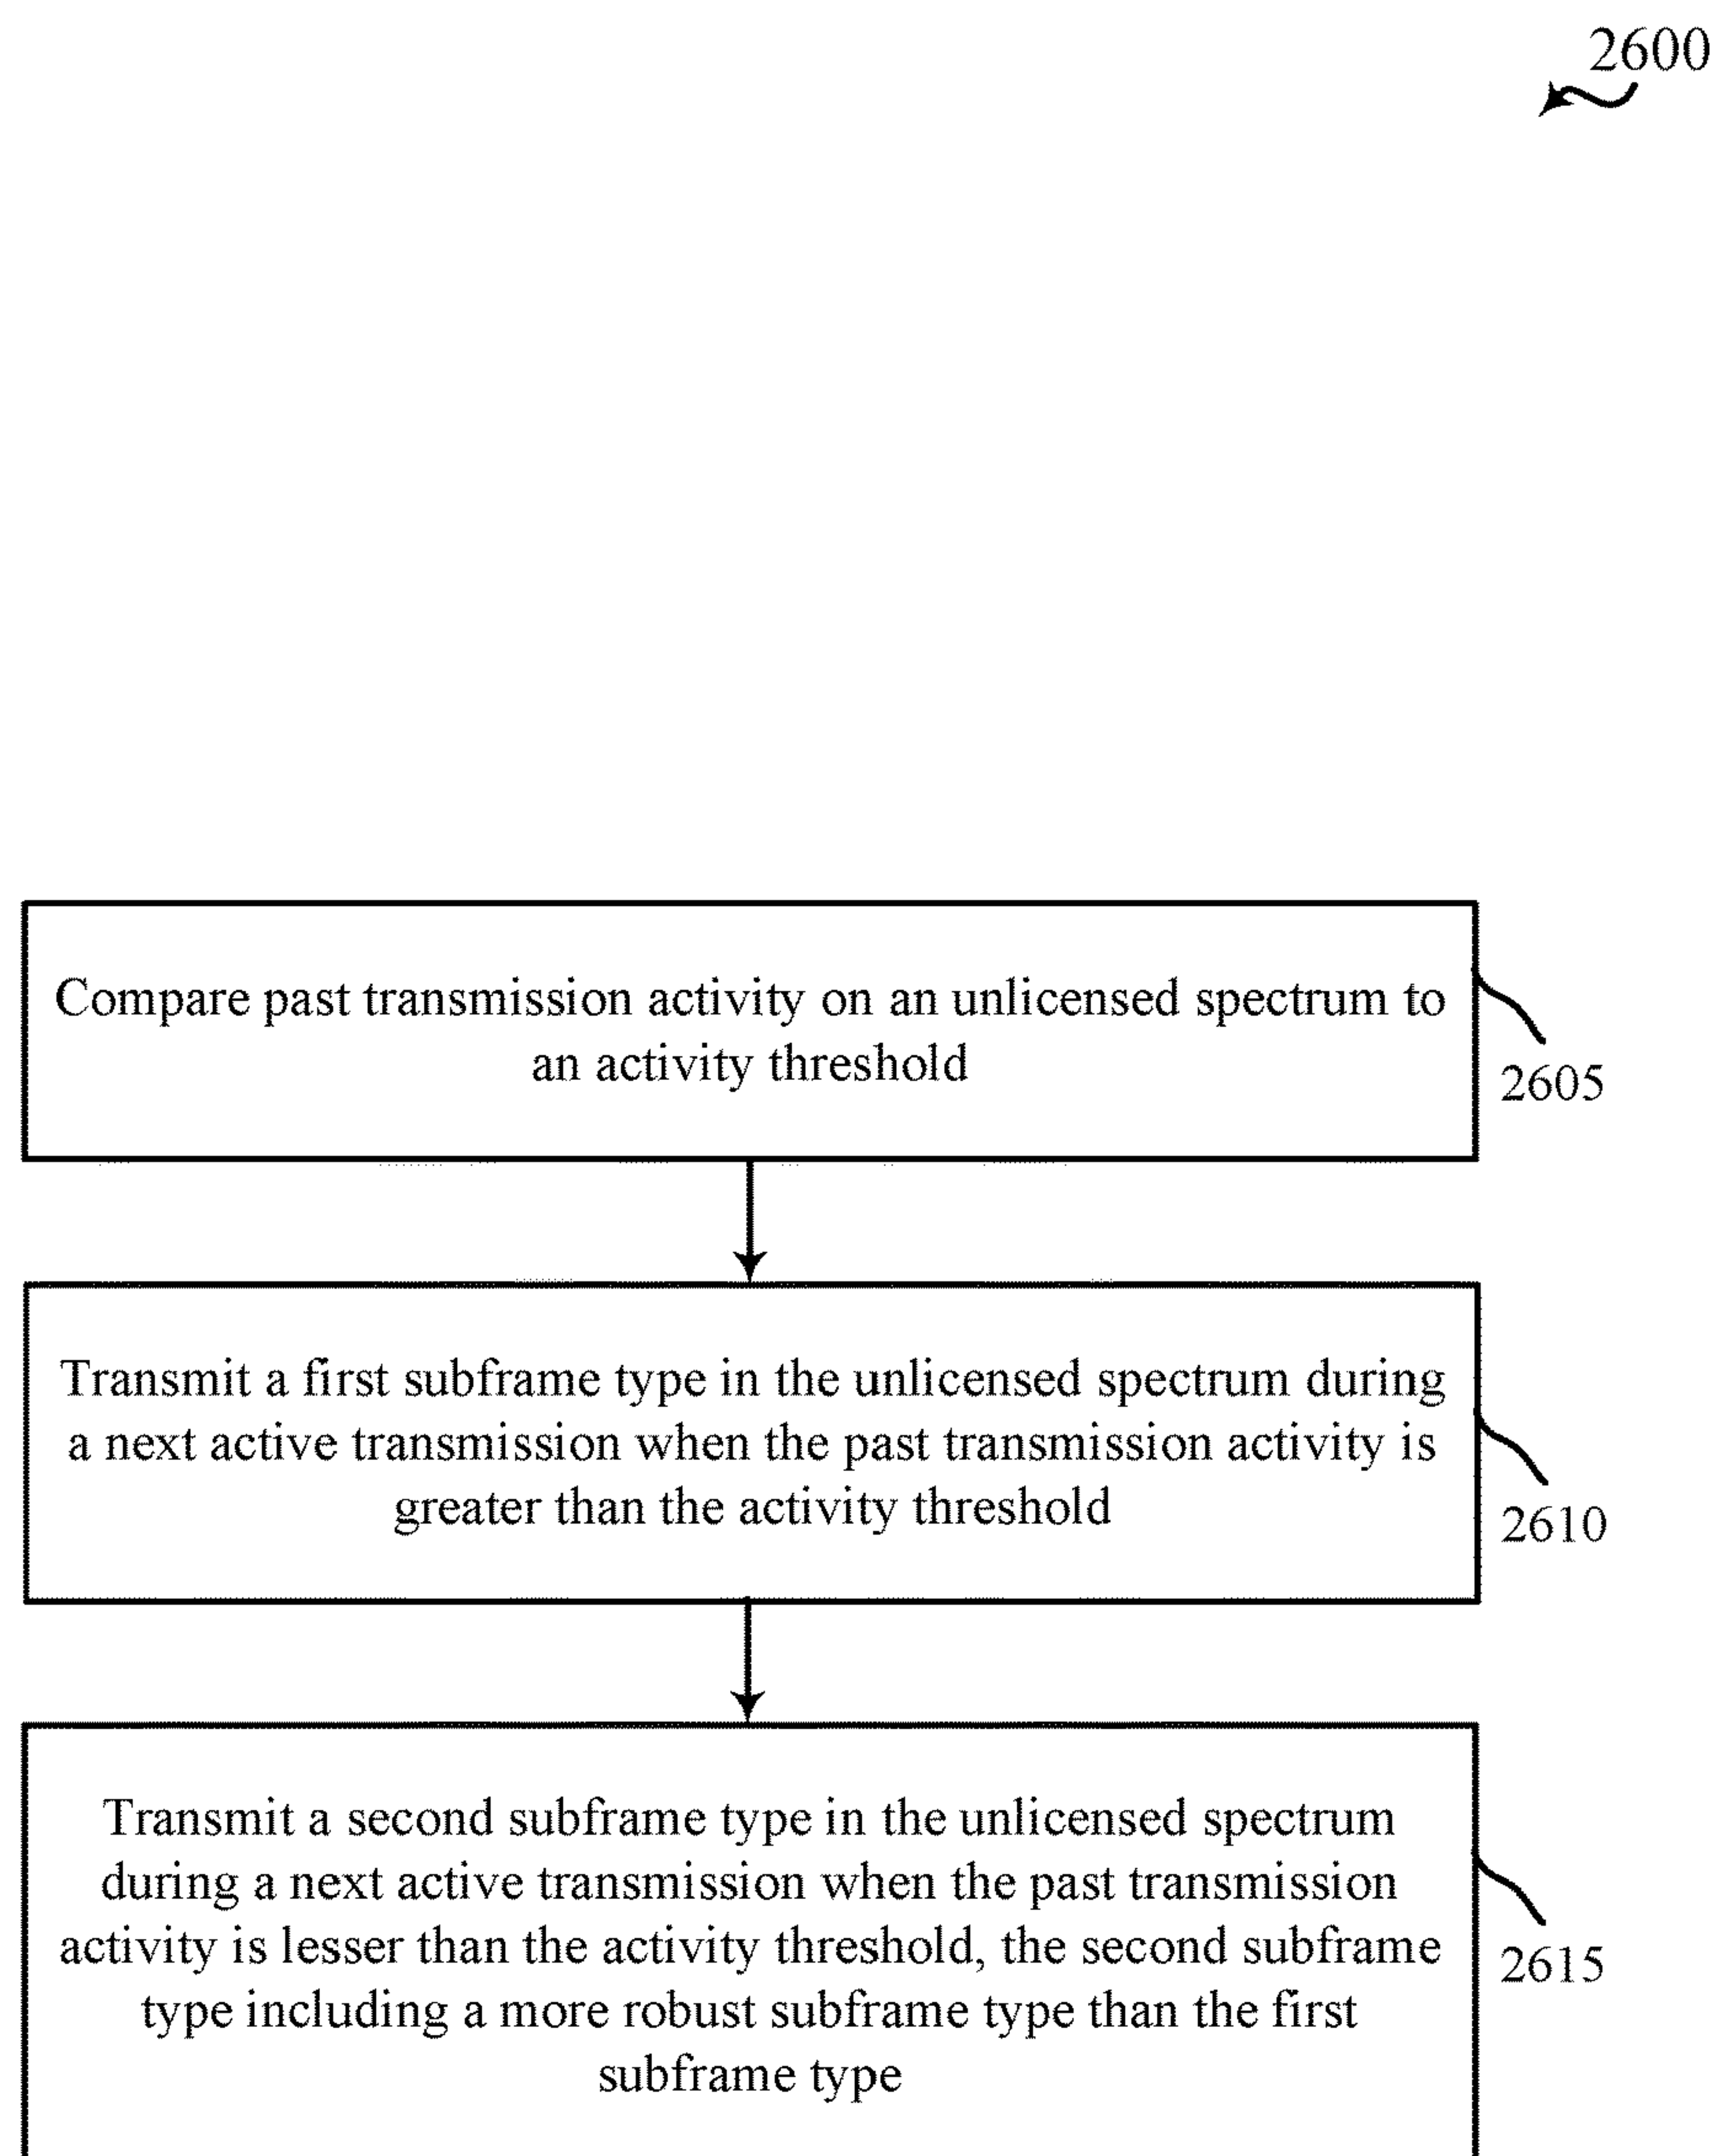 2600
Compare past transmission activity on an unlicensed spectrum to
an activity threshold
2605
Transmit a first subframe type in the unlicensed spectrum during
a next active transmission when the past transmission activity is
greater than the activity threshold
2610
Transmit a second subframe type in the unlicensed spectrum
during a next active transmission when the past transmission
activity is lesser than the activity threshold, the second subframe
type including a more robust subframe type than the first
subframe type
2615